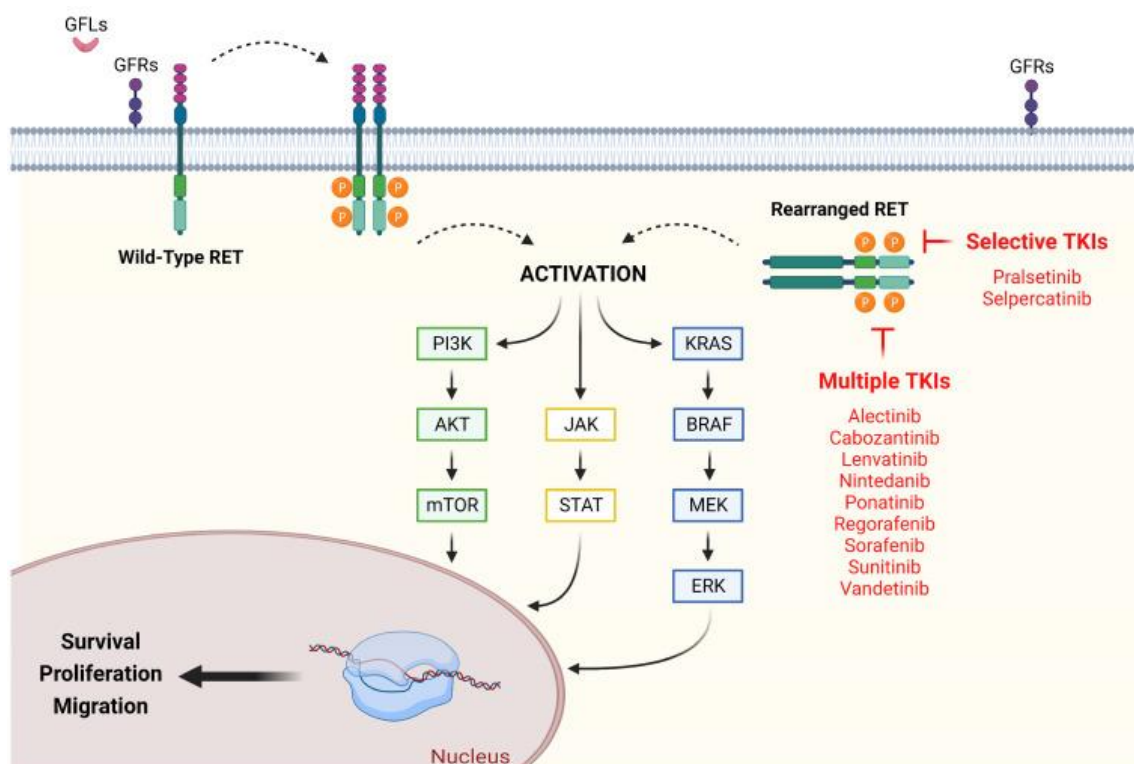 GFLs
GFRs
GFRs
P
P
P
P
Wild-Type RET
Rearranged RET
P
P
P
P
Selective TKIs
Pralsetinib
Selpercatinib
ACTIVATION
PI3K
AKT
mTOR
JAK
STAT
KRAS
BRAF
MEK
ERK
Multiple TKIs
Alectinib
Cabozantinib
Lenvatinib
Nintedanib
Ponatinib
Regorafenib
Sorafenib
Sunitinib
Vandetinib
Survival
Proliferation
Migration
Nucleus